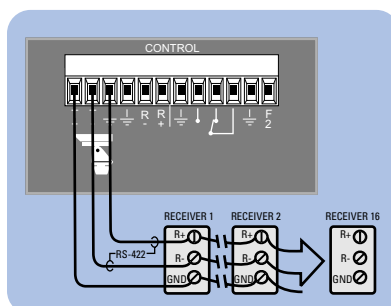 CONTROL
R
-
R
+
F
2
RECEIVER 1
RECEIVER 2
RECEIVER 16
R+
R+
R+
RS-422
R-
R-
R-
GND
GND
GND